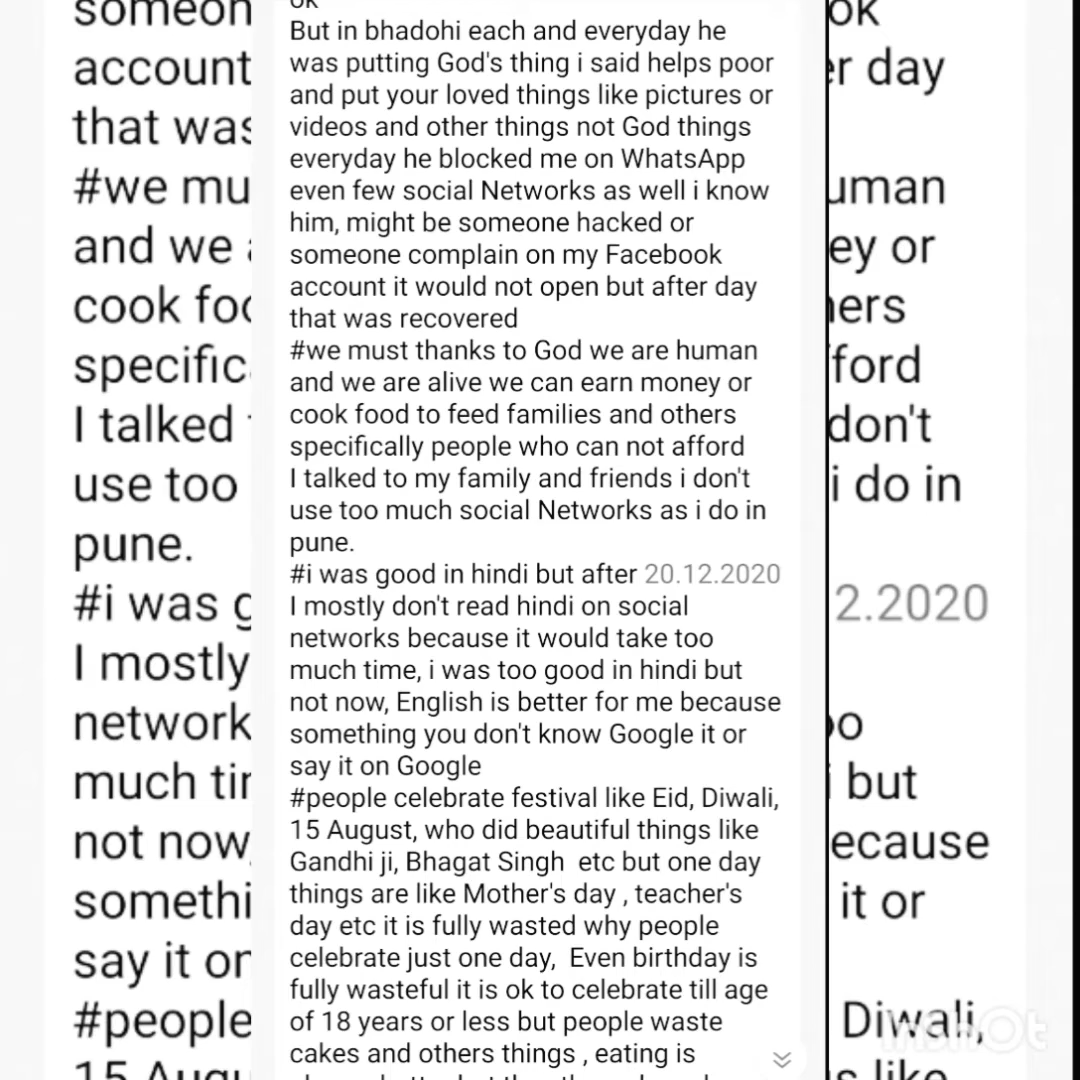 ok
But in bhadohi each and everyday he
was putting God's thing i said helps poor
and put your loved things like pictures or
videos and other things not God things
everyday he blocked me on WhatsApp
even few social Networks as well i know
him, might be someone hacked or
someone complain on my Facebook
account it would not open but after day
that was recovered
#we must thanks to God we are human
and we are alive we can earn money or
cook food to feed families and others
specifically people who can not afford
I talked to my family and friends i don't
use too much social Networks as i do in
pune.
#i was good in hindi but after 20.12.2020
I mostly don't read hindi on social
networks because it would take too
much time, i was too good in hindi but
not now, English is better for me because
something you don't know Google it or
say it on Google
#people celebrate festival like Eid, Diwali,
15 August, who did beautiful things like
Gandhi ji, Bhagat Singh  etc but one day
things are like Mother's day , teacher's
day etc it is fully wasted why people
celebrate just one day,  Even birthday is
fully wasteful it is ok to celebrate till age
of 18 years or less but people waste
cakes and others things , eating is
InShOt